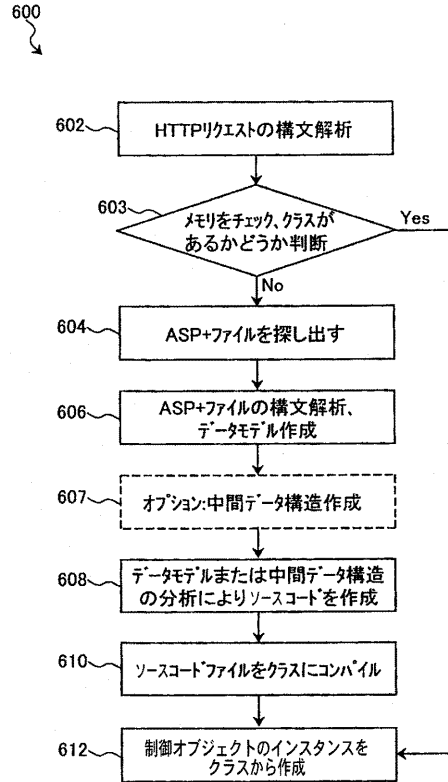 600
602
HTTPリクエストの構文解析
603
メモリをチェック、クラスが
あるかどうか判断
Yes
No
604
ASP+ファイルを探し出す
606
ASP+ファイルの構文解析、
データモデル作成
607
オプション:中間データ構造作成
608
データモデルまたは中間データ構造
の分析によりソースコードを作成
610
ソースコードファイルをクラスにコンパイル
612
制御オブジェクトのインスタンスを
クラスから作成